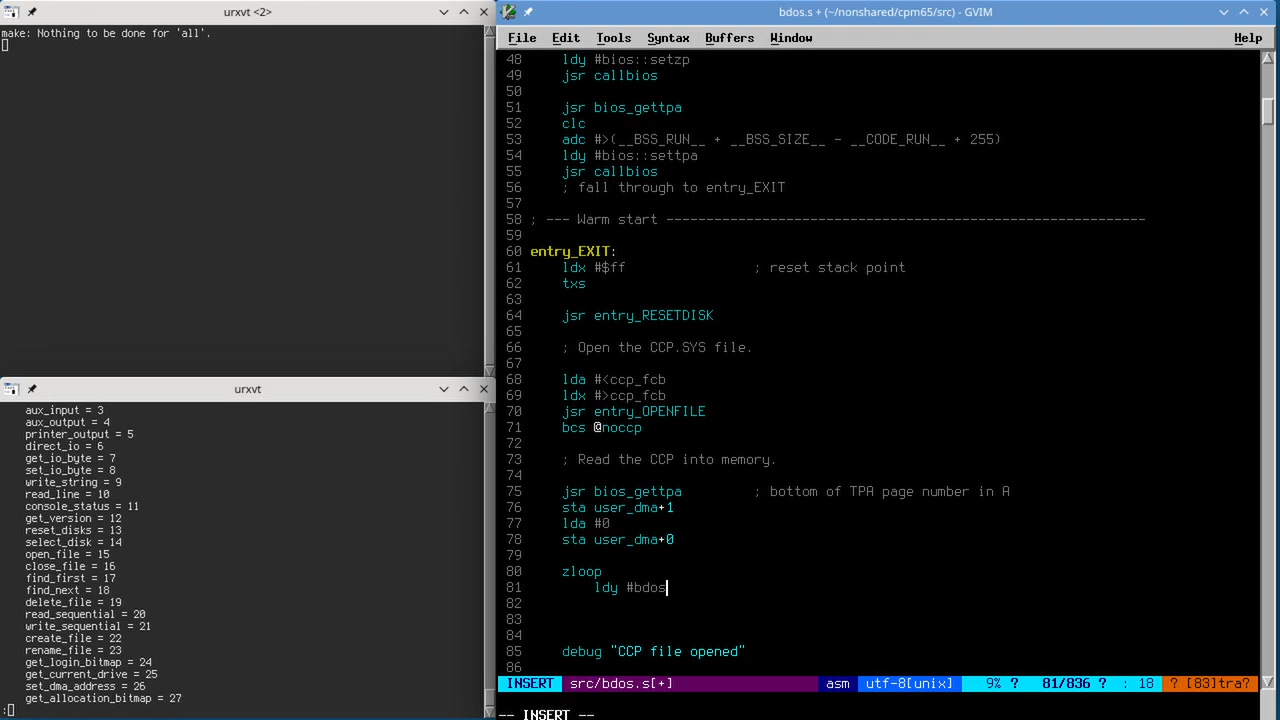 urxvt <2>
make: Nothing to be done for 'all'.
urxvt
aux_input = 3
aux_output = 4
printer_output = 5
direct_io = 6
get_io_byte = 7
set_io_byte = 8
write_string = 9
read_line = 10
console_status = 11
get_version = 12
reset_disks = 13
select_disk = 14
open_file = 15
close_file = 16
find_first = 17
find_next = 18
delete_file = 19
read_sequential = 20
write_sequential = 21
create_file = 22
rename_file = 23
get_login_bitmap = 24
get_current_drive = 25
set_dma_address = 26
get_allocation_bitmap = 27
:
bdos.s + (~/nonshared/cpm65/src) - GVIM
File Edit Tools Syntax Buffers Window Help
48 ldy #bios::setzp
49 jsr callbios
50
51 jsr bios_gettpa
52 clc
53 adc #>(__BSS_RUN__ + __BSS_SIZE__ - __CODE_RUN__ + 255)
54 ldy #bios::settpa
55 jsr callbios
56 ; fall through to entry_EXIT
57
58 ; --- Warm start ------------------------------------------------------------
59
60 entry_EXIT:
61 ldx #$ff ; reset stack point
62 txs
63
64 jsr entry_RESETDISK
65
66 ; Open the CCP.SYS file.
67
68 lda #<ccp_fcb
69 ldx #>ccp_fcb
70 jsr entry_OPENFILE
71 bcs @noccp
72
73 ; Read the CCP into memory.
74
75 jsr bios_gettpa ; bottom of TPA page number in A
76 sta user_dma+1
77 lda #0
78 sta user_dma+0
79
80 zloop
81 ldy #bdos
82
83
84
85 debug "CCP file opened"
86
INSERT src/bdos.s[+] asm utf-8[unix] 9% ? 81/836 ? : 18 ? [83]tra?
-- INSERT --